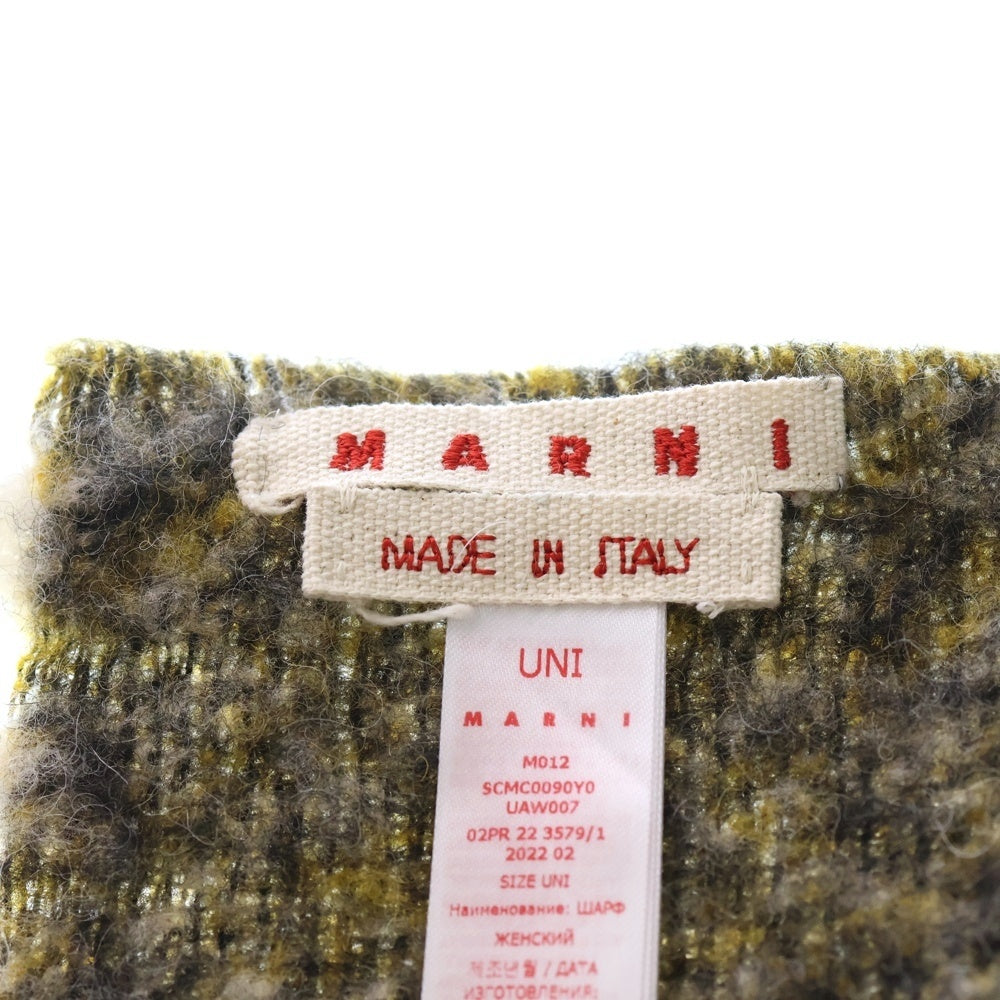 MARNI
MADE IN ITALY
UNI
MARNI
M012
SCMC0090Y0
UAW007
02PR 22 3579/1
2022 02
SIZE UNI
Наименование: ШАРФ
ЖЕНСКИЙ
제조년월 / ДАТА
ИЗГОТОВЛЕНИЯ: